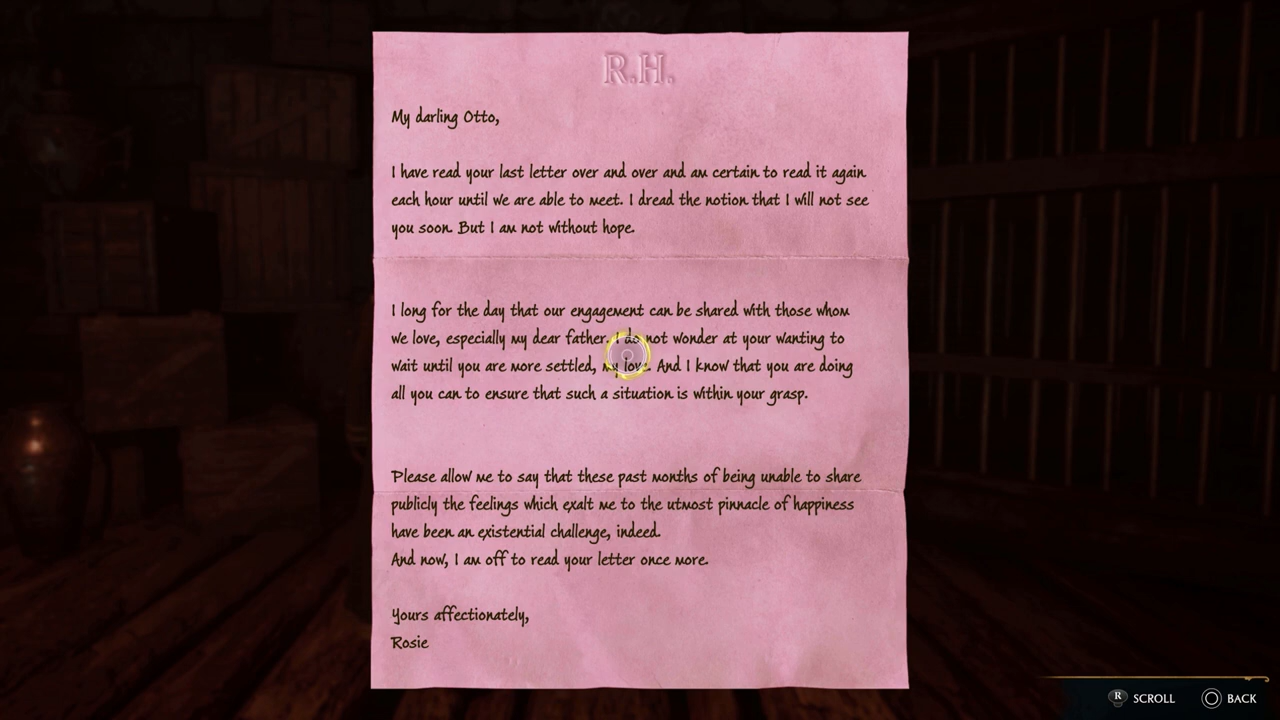 R.H.
My darling Otto,
I have read your last letter over and over and am certain to read it again
each hour until we are able to meet. I dread the notion that I will not see
you soon. But I am not without hope.
I long for the day that our engagement can be shared with those whom
we love, especially my dear father. I do not wonder at your wanting to
wait until you are more settled, my love. And I know that you are doing
all you can to ensure that such a situation is within your grasp.
Please allow me to say that these past months of being unable to share
publicly the feelings which exalt me to the utmost pinnacle of happiness
have been an existential challenge, indeed.
And now, I am off to read your letter once more.
Yours affectionately,
Rosie
R SCROLL BACK